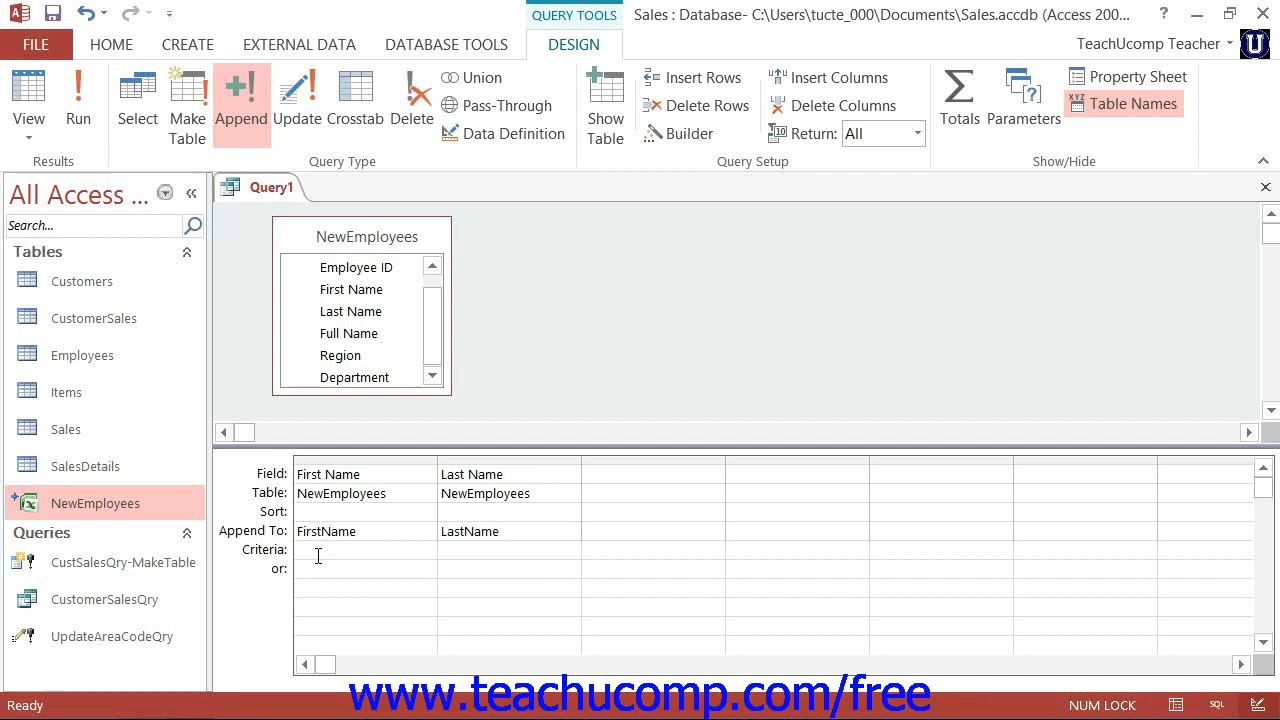 QUERY TOOLS
Sales : Database- C:\Users\tucte_000\Documents\Sales.accdb (Access 200...
?
FILE
HOME
CREATE
EXTERNAL DATA
DATABASE TOOLS
DESIGN
TeachUcomp Teacher
U
View
Run
Results
Select
Make
Table
Append
Update
Crosstab
Delete
Union
Pass-Through
Data Definition
Query Type
Show
Table
Insert Rows
Delete Rows
Builder
Insert Columns
Delete Columns
Return: All
Query Setup
Totals
Parameters
Property Sheet
XYZ Table Names
Show/Hide
All Access ...
Search...
Tables
Customers
CustomerSales
Employees
Items
Sales
SalesDetails
NewEmployees
Queries
CustSalesQry-MakeTable
CustomerSalesQry
UpdateAreaCodeQry
Query1
NewEmployees
Employee ID
First Name
Last Name
Full Name
Region
Department
Field: First Name Last Name
Table: NewEmployees NewEmployees
Sort:
Append To: FirstName LastName
Criteria:
or:
www.teachucomp.com/free
Ready
NUM LOCK
SQL